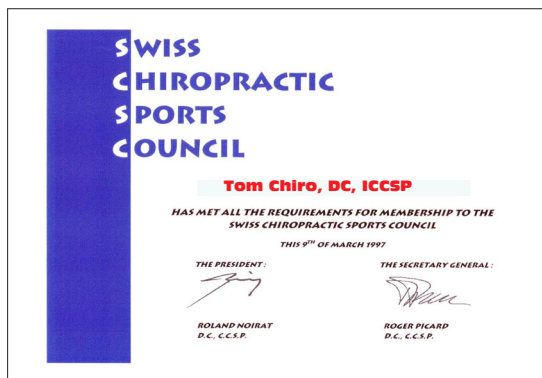 SWISS
CHIROPRACTIC
SPORTS
COUNCIL
Tom Chiro, DC, ICCSP
HAS MET ALL THE REQUIREMENTS FOR MEMBERSHIP TO THE
SWISS CHIROPRACTIC SPORTS COUNCIL
THIS 9TH OF MARCH 1997
THE PRESIDENT : THE SECRETARY GENERAL :
ROLAND NOIRAT ROGER PICARD
D.C., C.C.S.P. D.C., C.C.S.P.